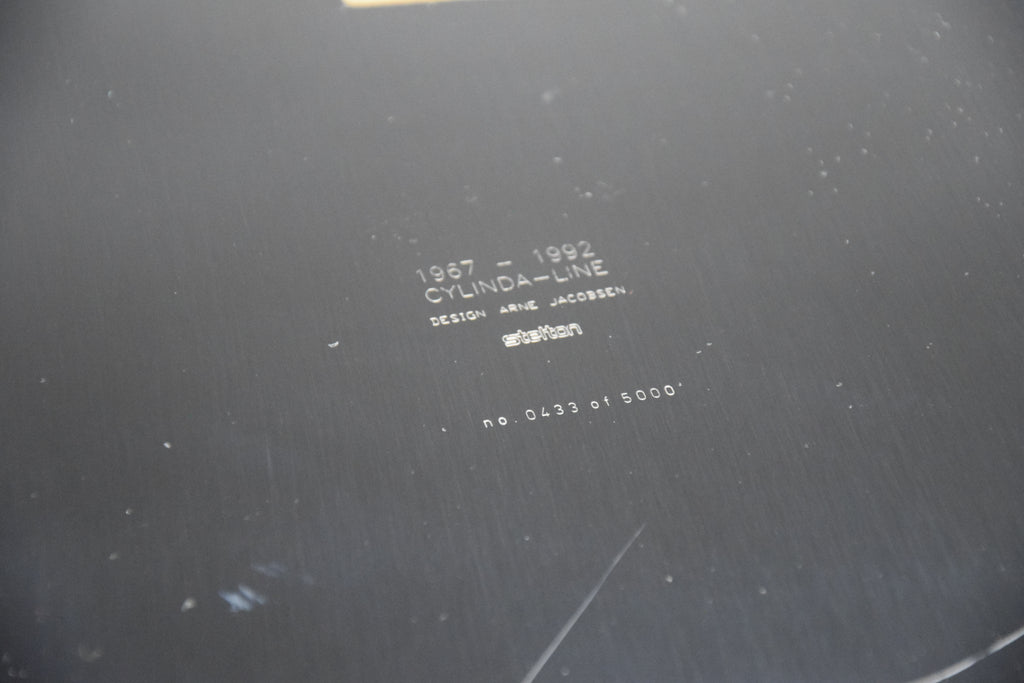 1967 - 1992
CYLINDA-LINE
DESIGN ARNE JACOBSEN
stelton
no. 0433 of 5000